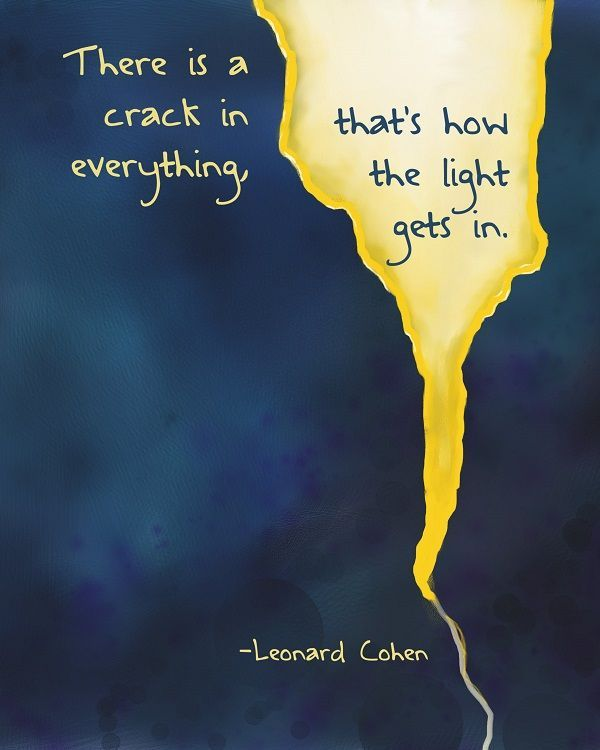 There is a
crack in
everything,
that's how
the light
gets in.
-Leonard Cohen